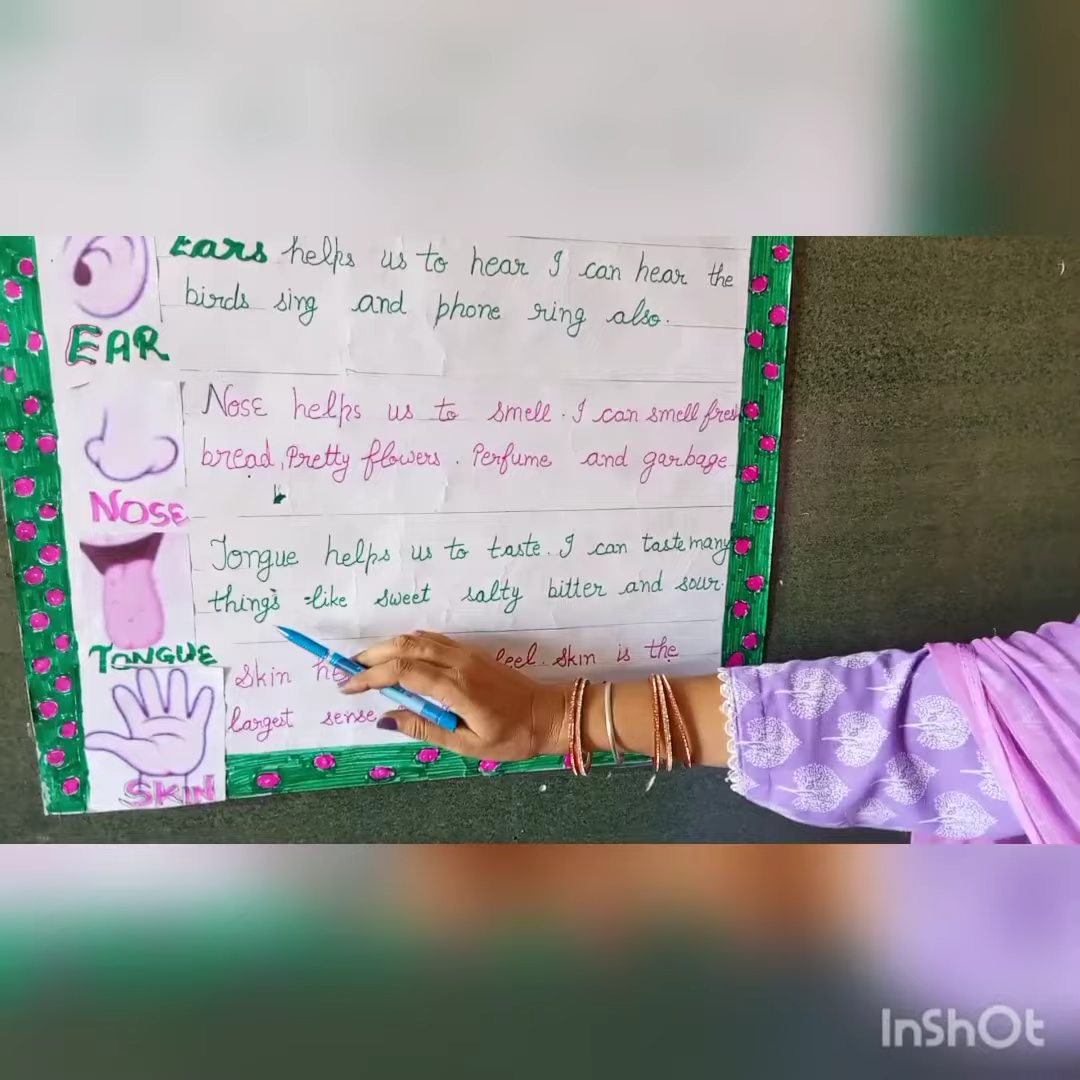 Ears helps us to hear I can hear the
birds sing and phone ring also.
EAR
Nose helps us to smell. I can smell
bread, Pretty flowers. Perfume and garbage
NOSE
Tongue helps us to taste. I can taste many
things like sweet salty bitter and sour.
TONGUE
Skin feel. Skin is the
largest sense
SKIN
InShOt